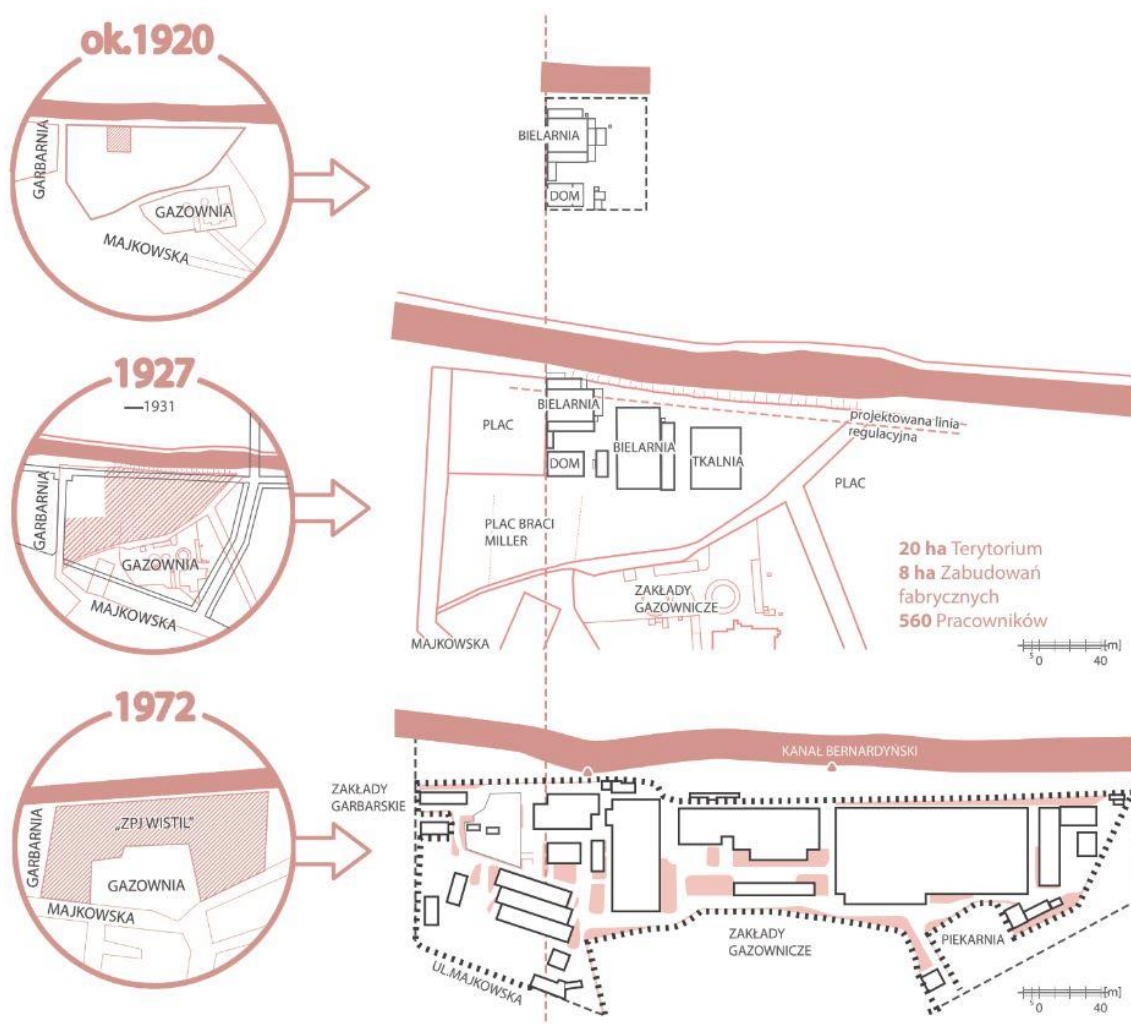 ok.1920
GARBARNIA
GAZOWNIA
MAJKOWSKA
BIELARNIA
DOM
1927
—1931
GARBARNIA
GAZOWNIA
MAJKOWSKA
BIELARNIA
PLAC
projektowana linia
regulacyjna
BIELARNIA
DOM
TKALNIA
PLAC
PLAC BRACI
MILLER
ZAKŁADY
GAZOWNICZE
MAJKOWSKA
20 ha Terytorium
8 ha Zabudowań
fabrycznych
560 Pracowników
[m]
5 0 40
1972
GARBARNIA
„ZPJ WISTIL"
GAZOWNIA
MAJKOWSKA
KANAŁ BERNARDYŃSKI
ZAKŁADY
GARBARSKIE
ZAKŁADY
GAZOWNICZE
PIEKARNIA
UL.MAJKOWSKA
[m]
5 0 40